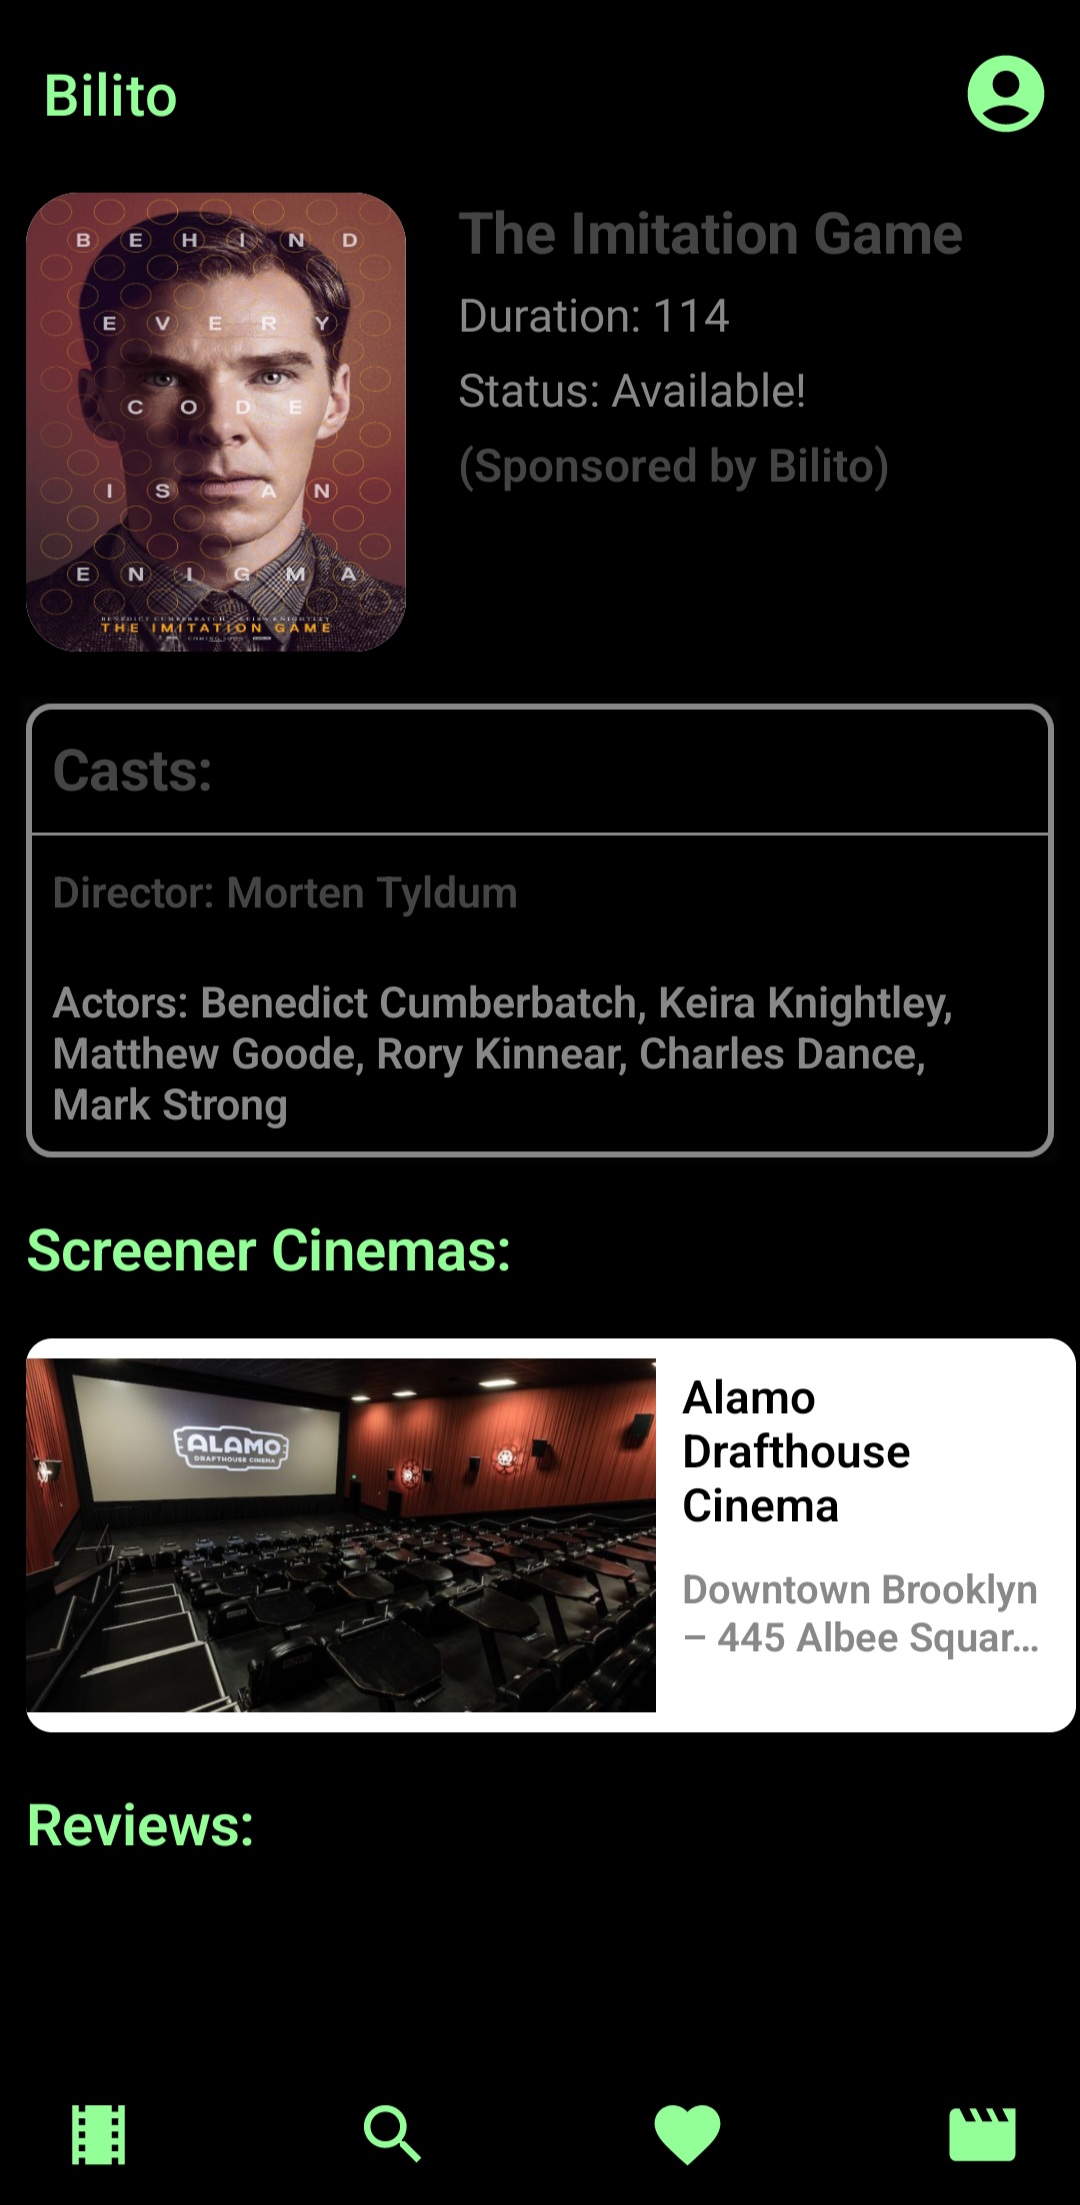 Bilito
BEHIND
EVERY
CODE
IS AN
ENIGMA
BENEDICT CUMBERBATCH KEIRA KNIGHTLEY
THE IMITATION GAME
COMING SOON
The Imitation Game
Duration: 114
Status: Available!
(Sponsored by Bilito)
Casts:
Director: Morten Tyldum
Actors: Benedict Cumberbatch, Keira Knightley,
Matthew Goode, Rory Kinnear, Charles Dance,
Mark Strong
Screener Cinemas:
ALAMO
DRAFTHOUSE CINEMA
Alamo
Drafthouse
Cinema
Downtown Brooklyn
– 445 Albee Squar...
Reviews: